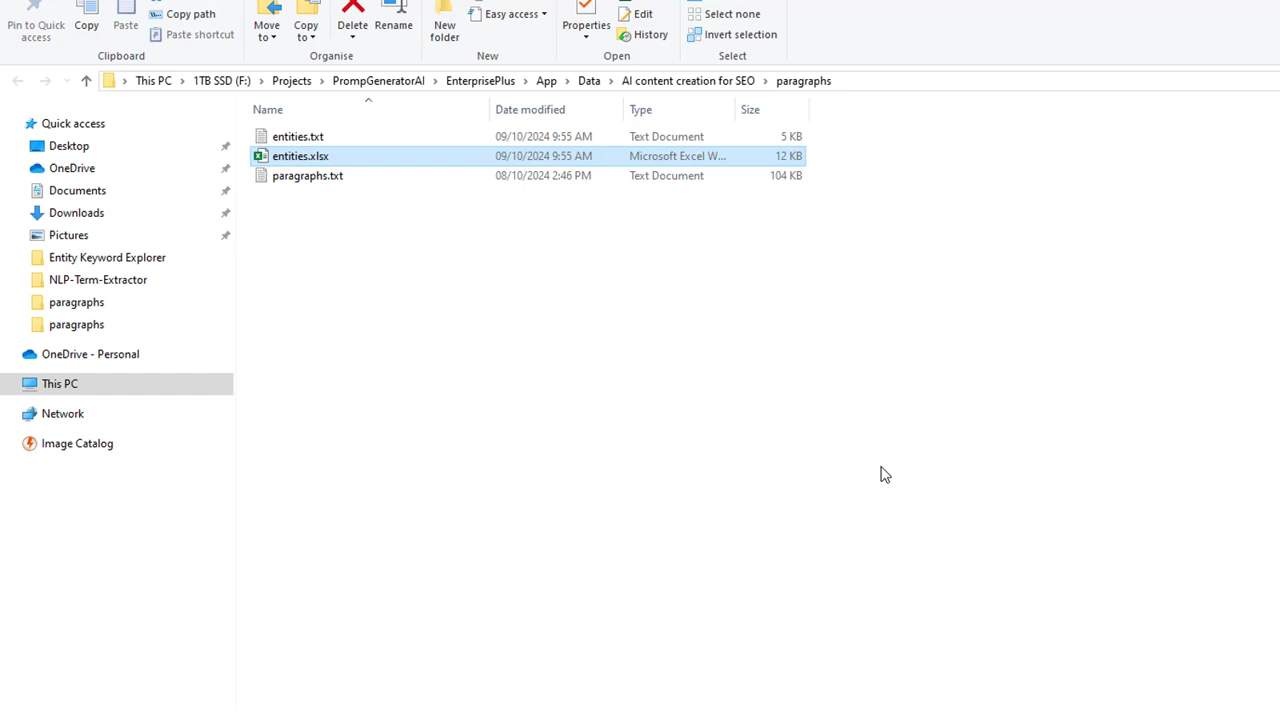 Pin to Quick access
Copy
Paste
Copy path
Paste shortcut
Clipboard
Move to
Copy to
Delete
Rename
Organise
New folder
Easy access
New
Properties
Edit
History
Open
Select none
Invert selection
Select
This PC > 1TB SSD (F:) > Projects > PrompGeneratorAI > EnterprisePlus > App > Data > AI content creation for SEO > paragraphs
Name Date modified Type Size
entities.txt 09/10/2024 9:55 AM Text Document 5 KB
entities.xlsx 09/10/2024 9:55 AM Microsoft Excel W... 12 KB
paragraphs.txt 08/10/2024 2:46 PM Text Document 104 KB
Quick access
Desktop
OneDrive
Documents
Downloads
Pictures
Entity Keyword Explorer
NLP-Term-Extractor
paragraphs
paragraphs
OneDrive - Personal
This PC
Network
Image Catalog